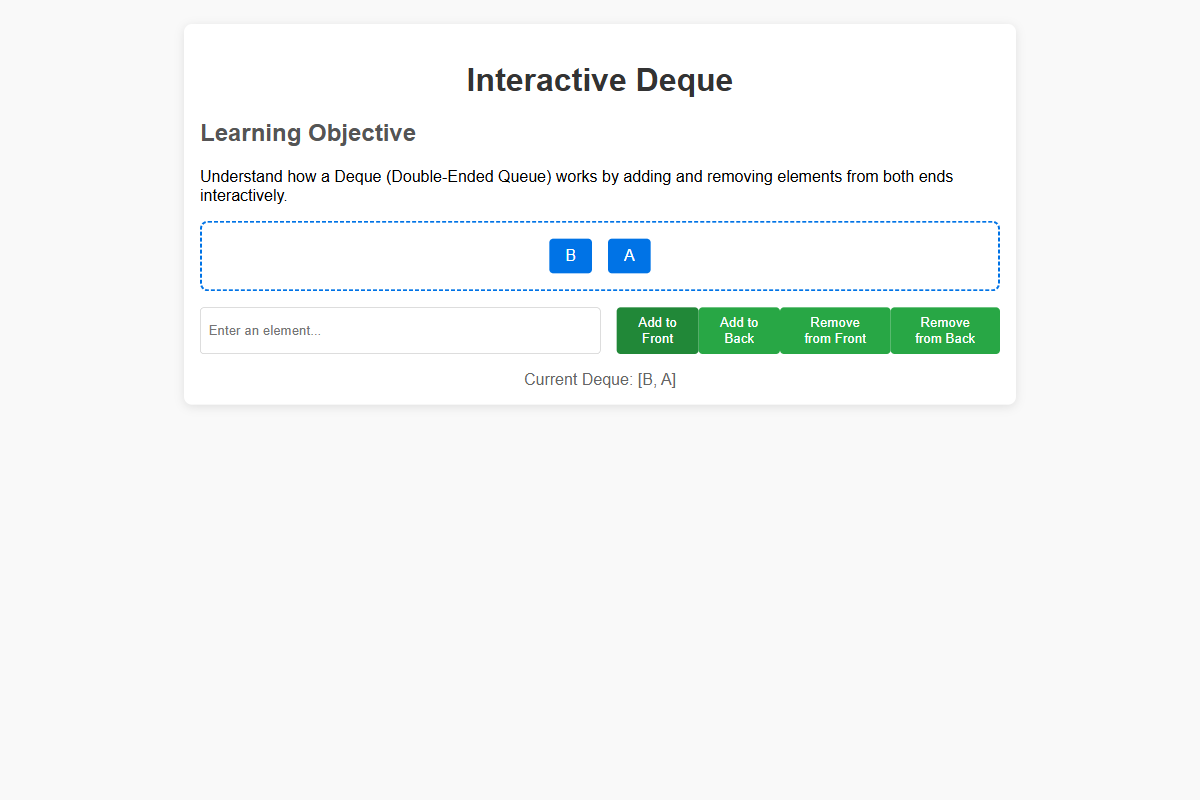 Interactive Deque
Learning Objective
Understand how a Deque (Double-Ended Queue) works by adding and removing elements from both ends
interactively.
B A
Enter an element...
Add to Front
Add to Back
Remove from Front
Remove from Back
Current Deque: [B, A]